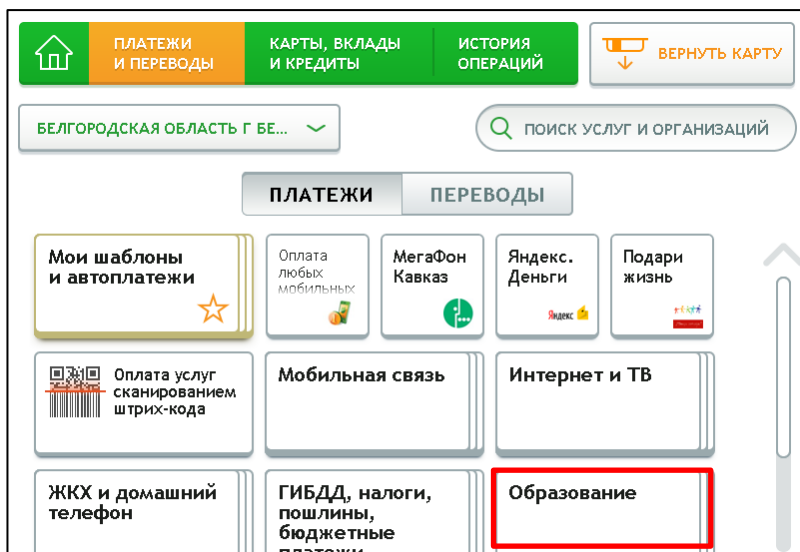 ПЛАТЕЖИ
И ПЕРЕВОДЫ
КАРТЫ, ВКЛАДЫ
И КРЕДИТЫ
ИСТОРИЯ
ОПЕРАЦИЙ
ВЕРНУТЬ КАРТУ
БЕЛГОРОДСКАЯ ОБЛАСТЬ Г БЕ...
ПОИСК УСЛУГ И ОРГАНИЗАЦИЙ
ПЛАТЕЖИ
ПЕРЕВОДЫ
Мои шаблоны
и автоплатежи
Оплата
любых
мобильных
МегаФон
Кавказ
Яндекс.
Деньги
Яндекс
Подари
жизнь
Оплата услуг
сканированием
штрих-кода
Мобильная связь
Интернет и ТВ
ЖКХ и домашний
телефон
ГИБДД, налоги,
пошлины,
бюджетные
платежи
Образование